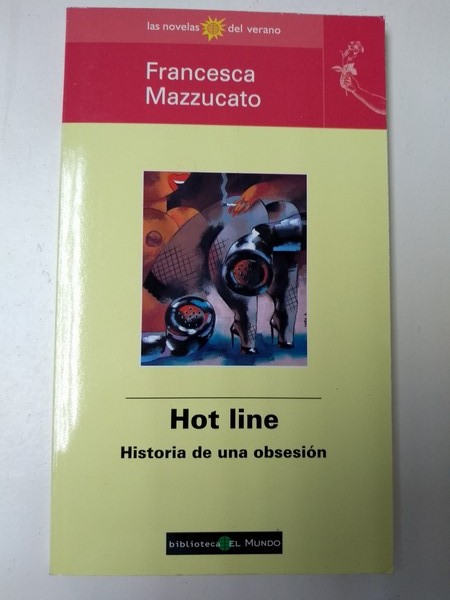 las novelas del verano
Francesca
Mazzucato
Hot line
Historia de una obsesión
biblioteca EL MUNDO